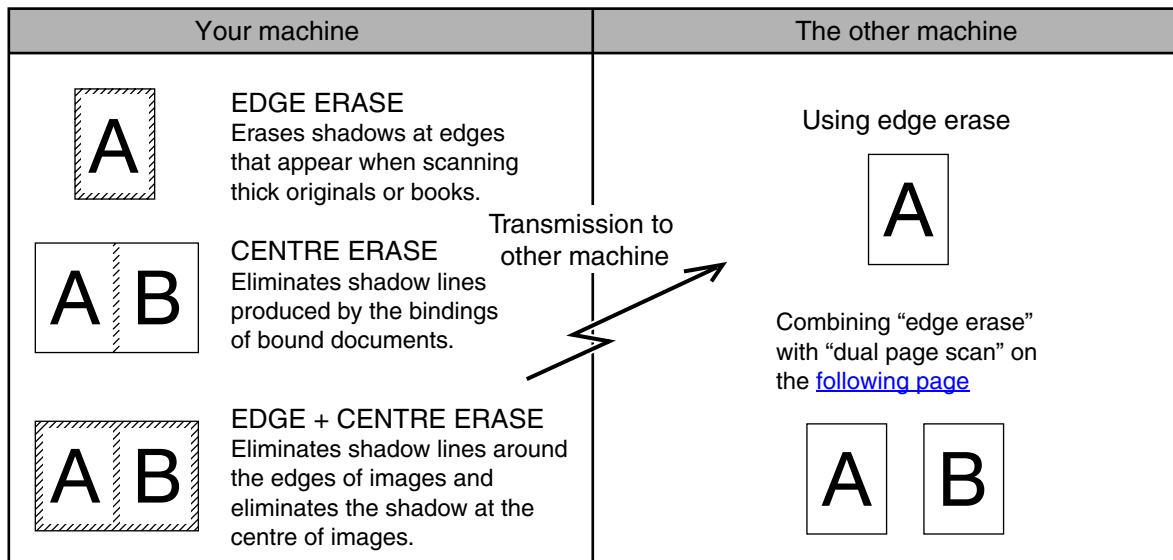 Your machine
The other machine
A
EDGE ERASE
Erases shadows at edges
that appear when scanning
thick originals or books.
A B
CENTRE ERASE
Eliminates shadow lines
produced by the bindings
of bound documents.
A B
EDGE + CENTRE ERASE
Eliminates shadow lines around
the edges of images and
eliminates the shadow at the
centre of images.
Transmission to
other machine
Using edge erase
A
Combining “edge erase”
with “dual page scan” on
the following page
A B